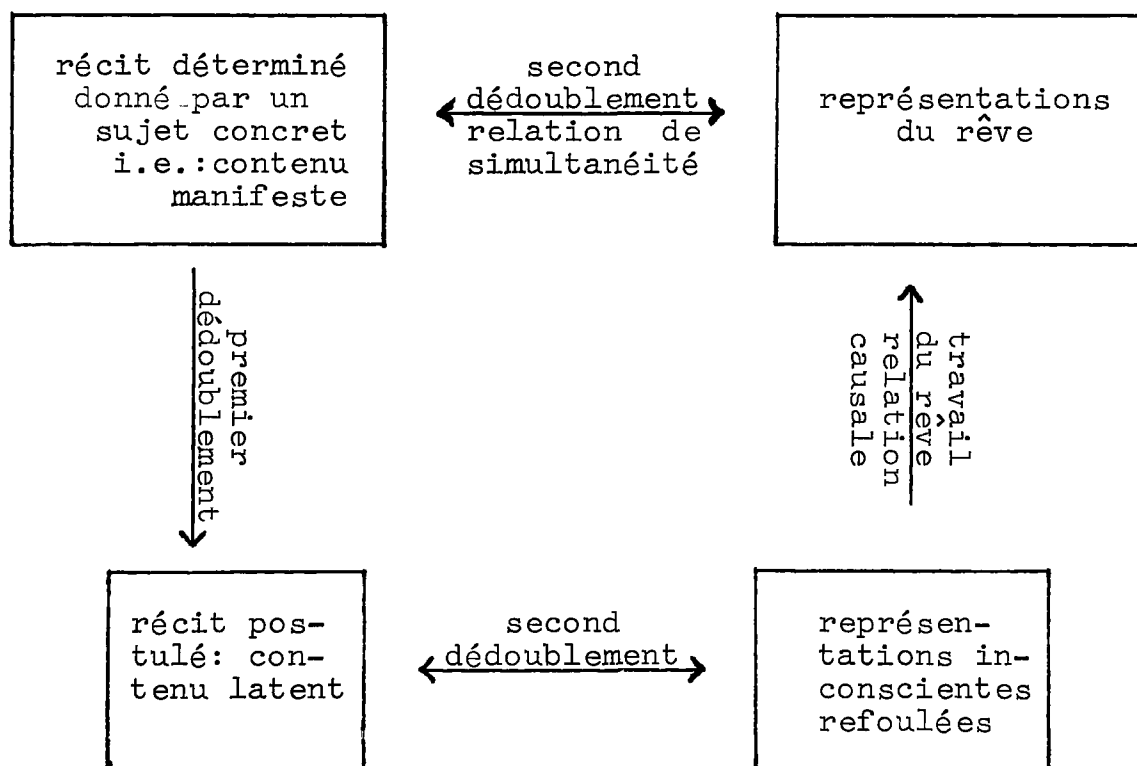 récit déterminé
donné par un
sujet concret
i.e.:contenu
manifeste
second
dédoublement
relation de
simultanéité
représentations
du rêve
premier
dédoublement
travail
du rêve
relation
causale
récit pos-
tulé: con-
tenu latent
second
dédoublement
représen-
tations in-
conscientes
refoulées